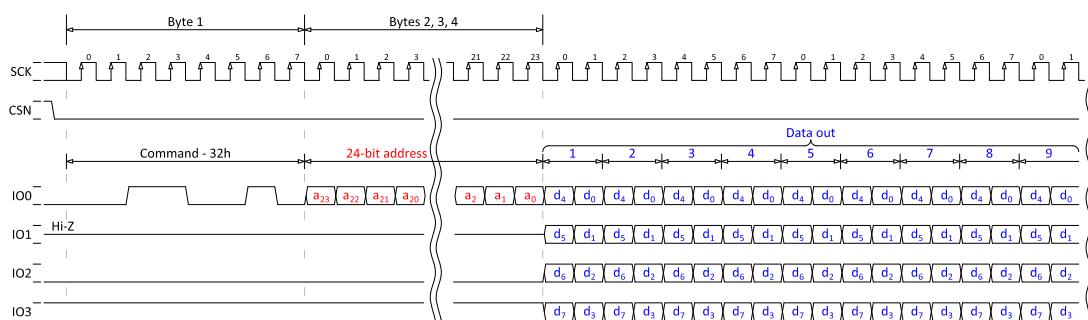 Byte 1 Bytes 2, 3, 4
0 1 2 3 4 5 6 7 0 1 2 3 21 22 23 0 1 2 3 4 5 6 7 0 1 2 3 4 5 6 7 0 1
SCK
CSN
Data out
Command - 32h 24-bit address 1 2 3 4 5 6 7 8 9
IO0 a₂₃ a₂₂ a₂₁ a₂₀ a₂ a₁ a₀ d₄ d₀ d₄ d₀ d₄ d₀ d₄ d₀ d₄ d₀ d₄ d₀ d₄ d₀ d₄ d₀ d₄ d₀
IO1 Hi-Z d₅ d₁ d₅ d₁ d₅ d₁ d₅ d₁ d₅ d₁ d₅ d₁ d₅ d₁ d₅ d₁ d₅ d₁
IO2 d₆ d₂ d₆ d₂ d₆ d₂ d₆ d₂ d₆ d₂ d₆ d₂ d₆ d₂ d₆ d₂ d₆ d₂
IO3 d₇ d₃ d₇ d₃ d₇ d₃ d₇ d₃ d₇ d₃ d₇ d₃ d₇ d₃ d₇ d₃ d₇ d₃